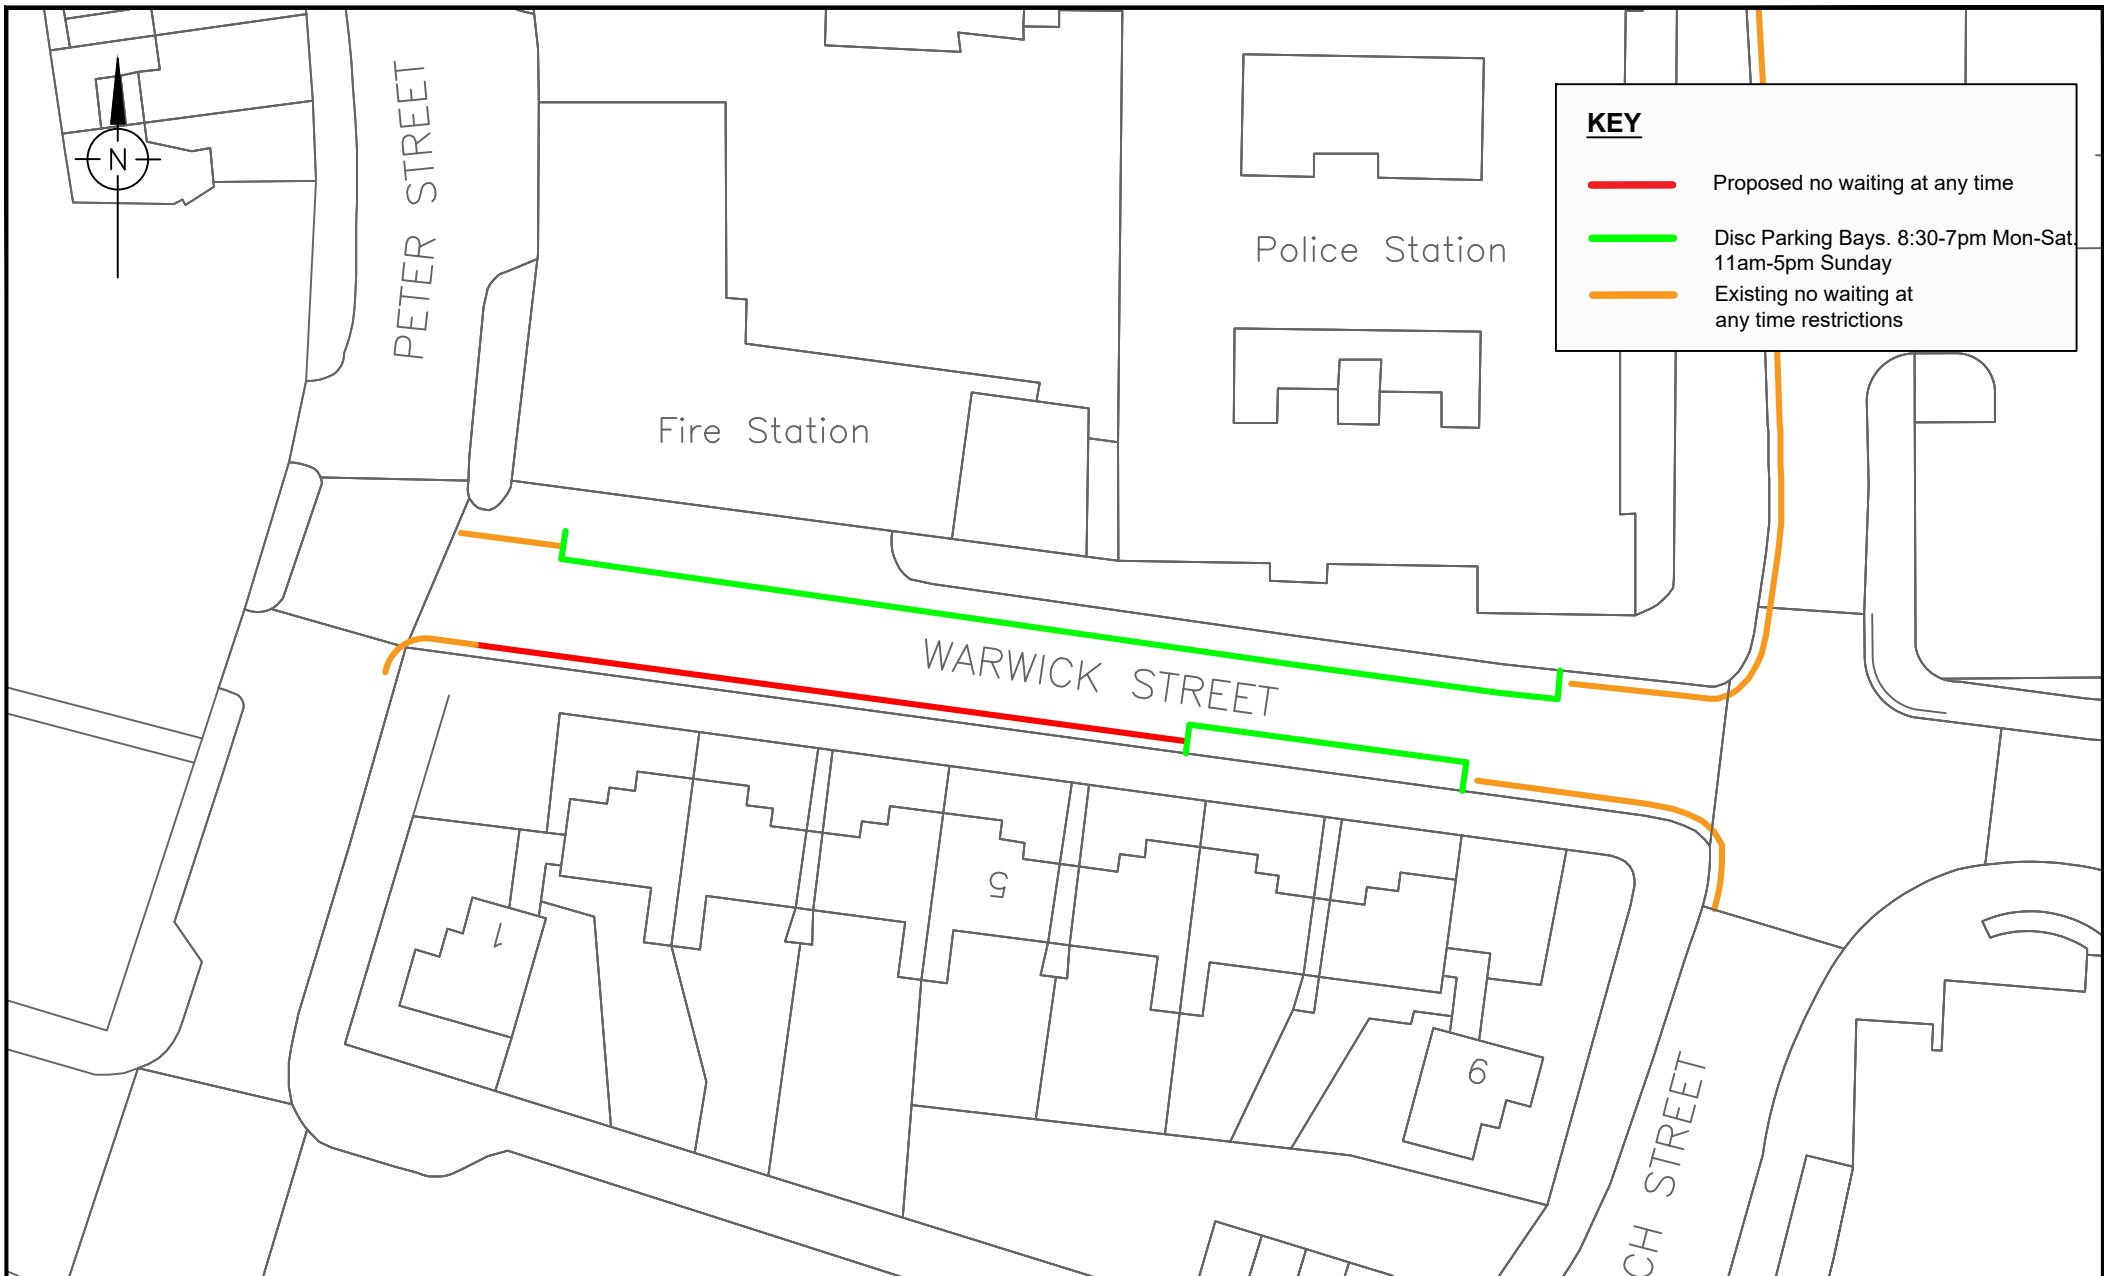 N
PETER STREET
KEY
Proposed no waiting at any time
Disc Parking Bays. 8:30-7pm Mon-Sat.
11am-5pm Sunday
Existing no waiting at
any time restrictions
Police Station
Fire Station
WARWICK STREET
5
1
9
CH STREET